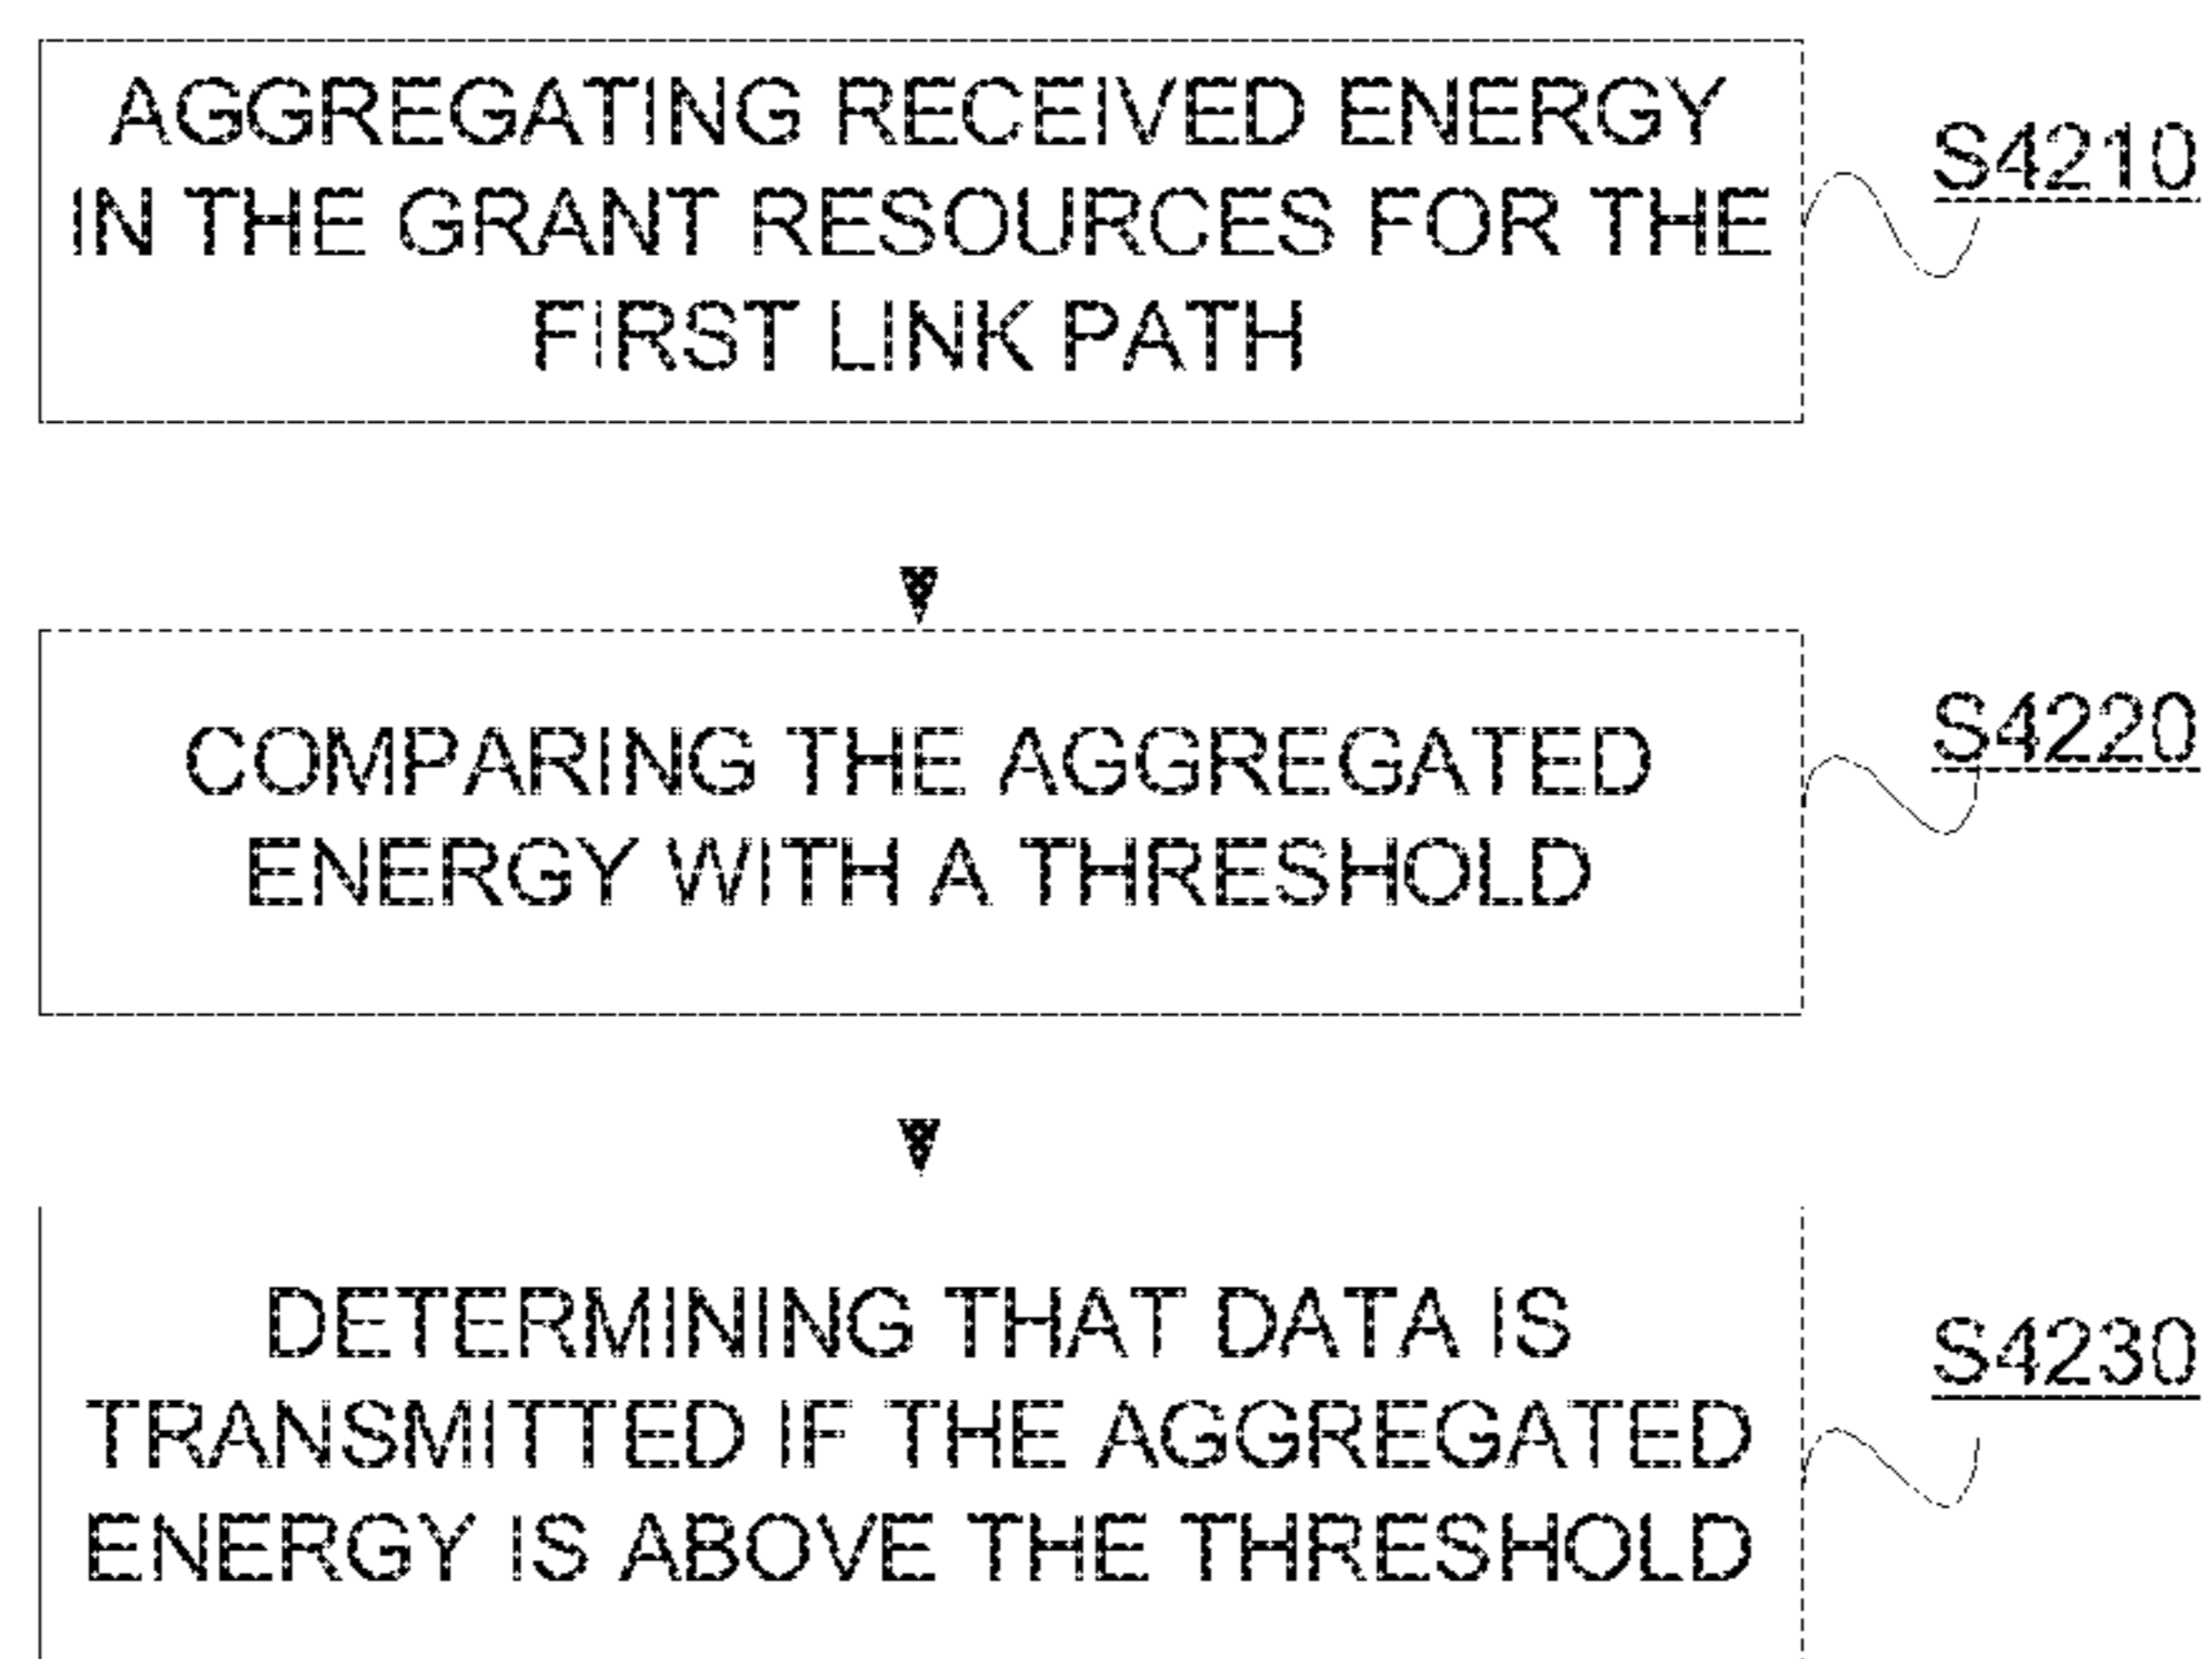 AGGREGATING RECEIVED ENERGY
IN THE GRANT RESOURCES FOR THE
FIRST LINK PATH
S4210
COMPARING THE AGGREGATED
ENERGY WITH A THRESHOLD
S4220
DETERMINING THAT DATA IS
TRANSMITTED IF THE AGGREGATED
ENERGY IS ABOVE THE THRESHOLD
S4230